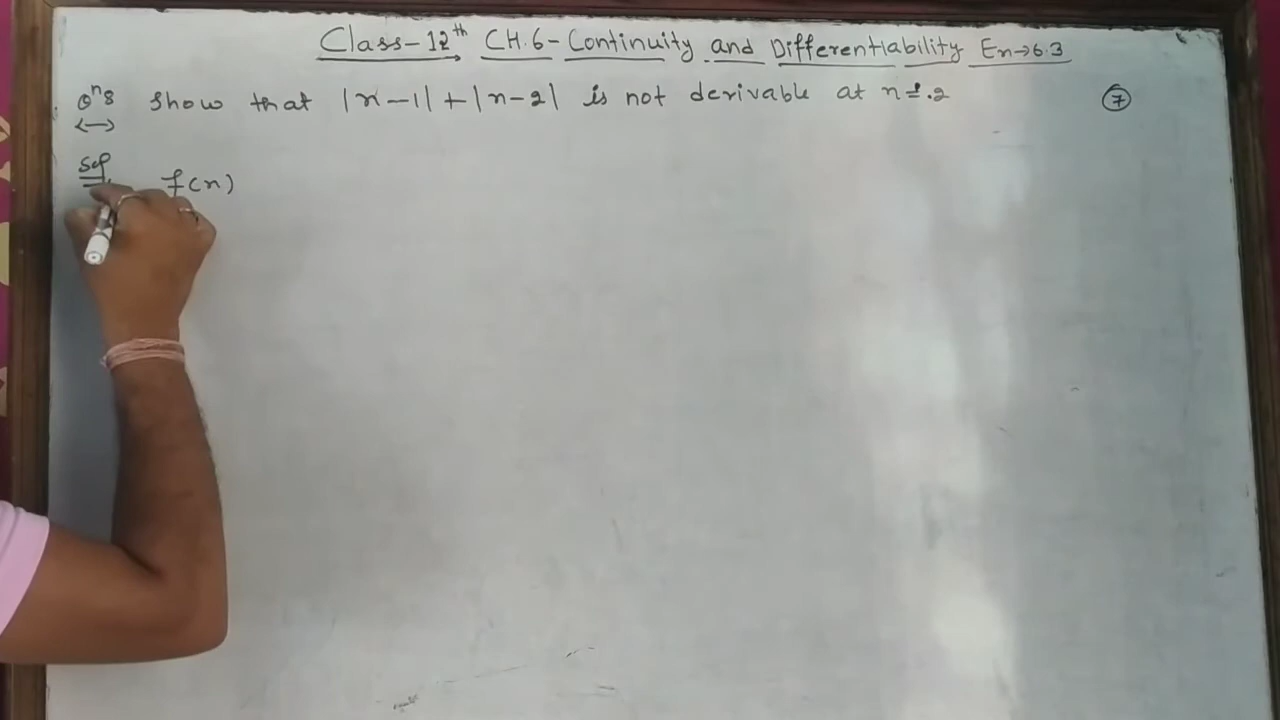 Class-12th CH.6-Continuity and Differentiability Ex→6.3
Qn8 Show that |x-1|+|x-2| is not derivable at x=.2 7
Sol f(x)